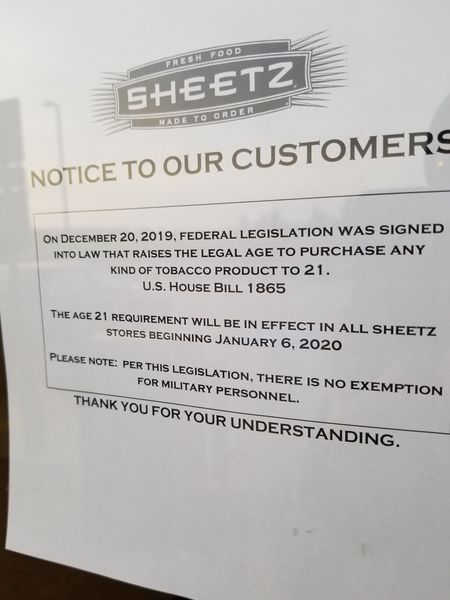 FRESH FOOD
SHEETZ
MADE TO ORDER
NOTICE TO OUR CUSTOMERS
ON DECEMBER 20, 2019, FEDERAL LEGISLATION WAS SIGNED
INTO LAW THAT RAISES THE LEGAL AGE TO PURCHASE ANY
KIND OF TOBACCO PRODUCT TO 21.
U.S. HOUSE BILL 1865
THE AGE 21 REQUIREMENT WILL BE IN EFFECT IN ALL SHEETZ
STORES BEGINNING JANUARY 6, 2020
PLEASE NOTE: PER THIS LEGISLATION, THERE IS NO EXEMPTION
FOR MILITARY PERSONNEL.
THANK YOU FOR YOUR UNDERSTANDING.